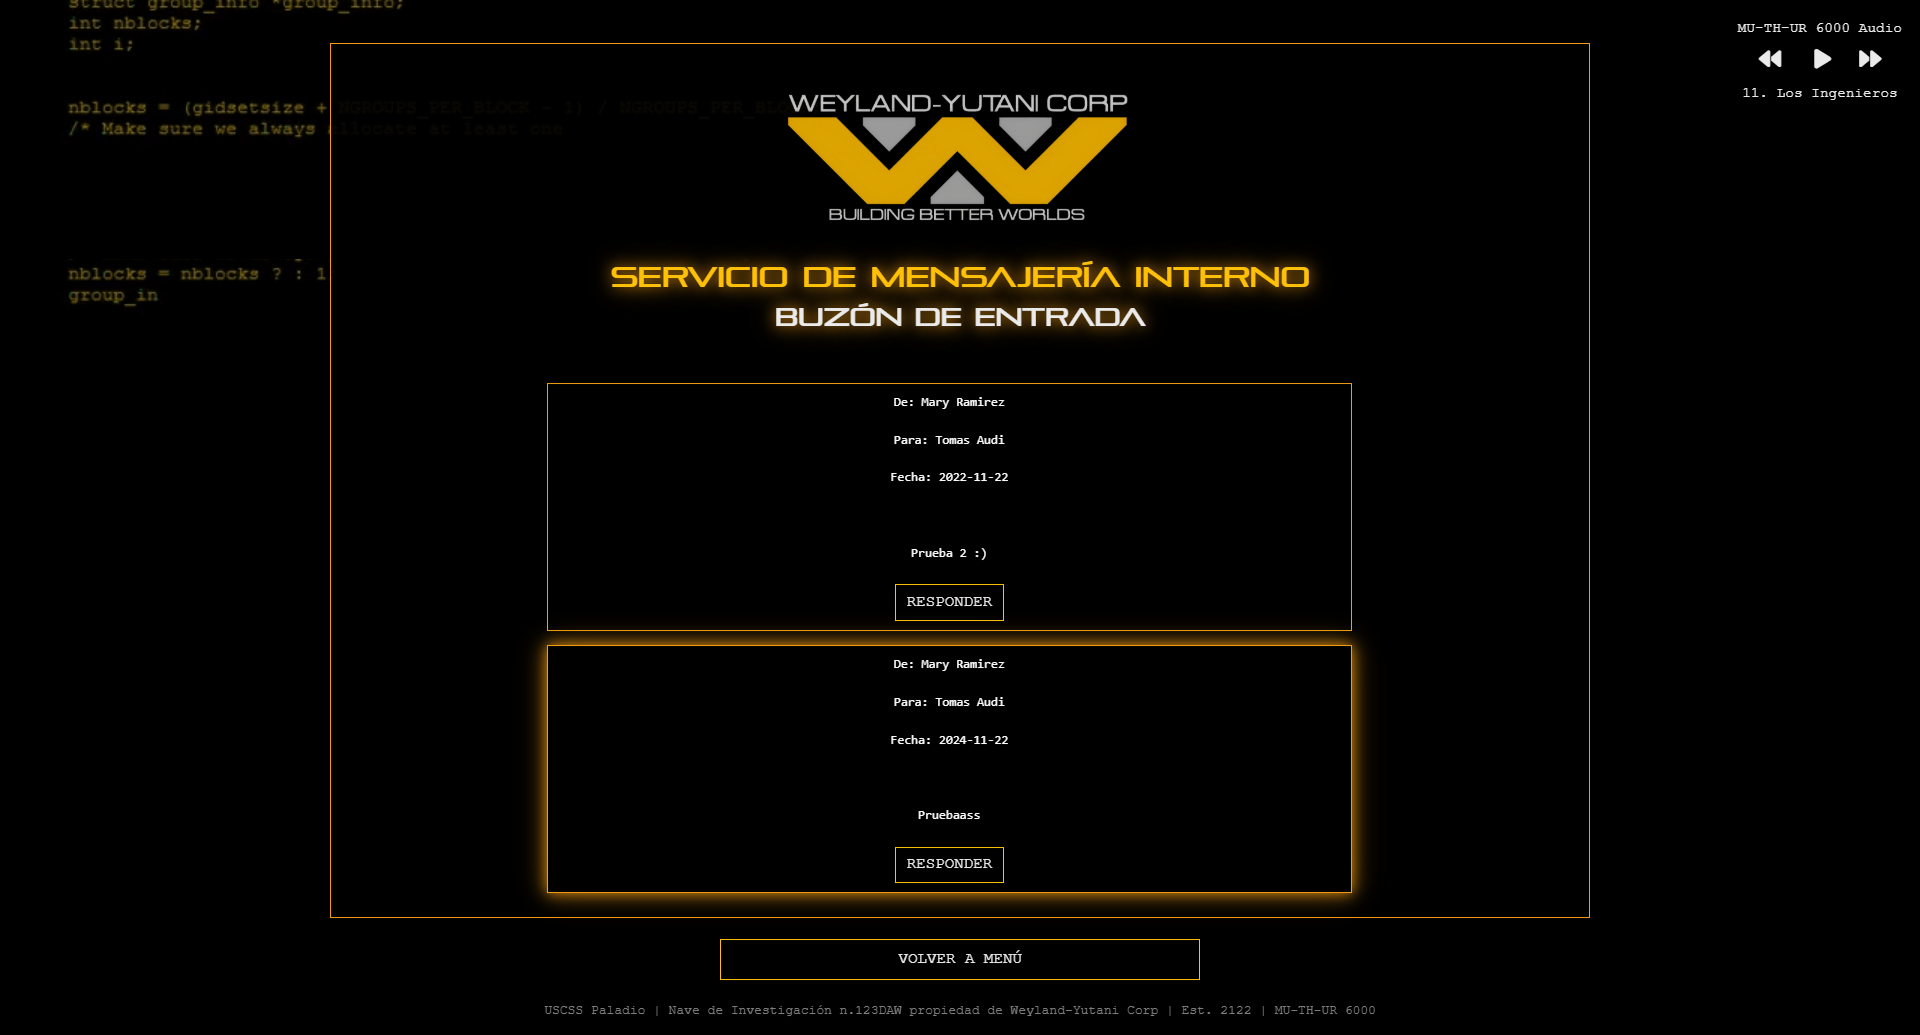 struct group_info *group_info;
int nblocks;
int i;
nblocks = (gidsetsize + NGROUPS_PER_BLOCK - 1) / NGROUPS_PER_BLOCK
/* Make sure we always allocate at least one
nblocks = nblocks ? : 1
group_in
MU-TH-UR 6000 Audio
11. Los Ingenieros
WEYLAND-YUTANI CORP
BUILDING BETTER WORLDS
SERVICIO DE MENSAJERÍA INTERNO
BUZÓN DE ENTRADA
De: Mary Ramirez
Para: Tomas Audi
Fecha: 2022-11-22
Prueba 2 :)
RESPONDER
De: Mary Ramirez
Para: Tomas Audi
Fecha: 2024-11-22
Pruebaass
RESPONDER
VOLVER A MENÚ
USCSS Paladio | Nave de Investigación n.123DAW propiedad de Weyland-Yutani Corp | Est. 2122 | MU-TH-UR 6000